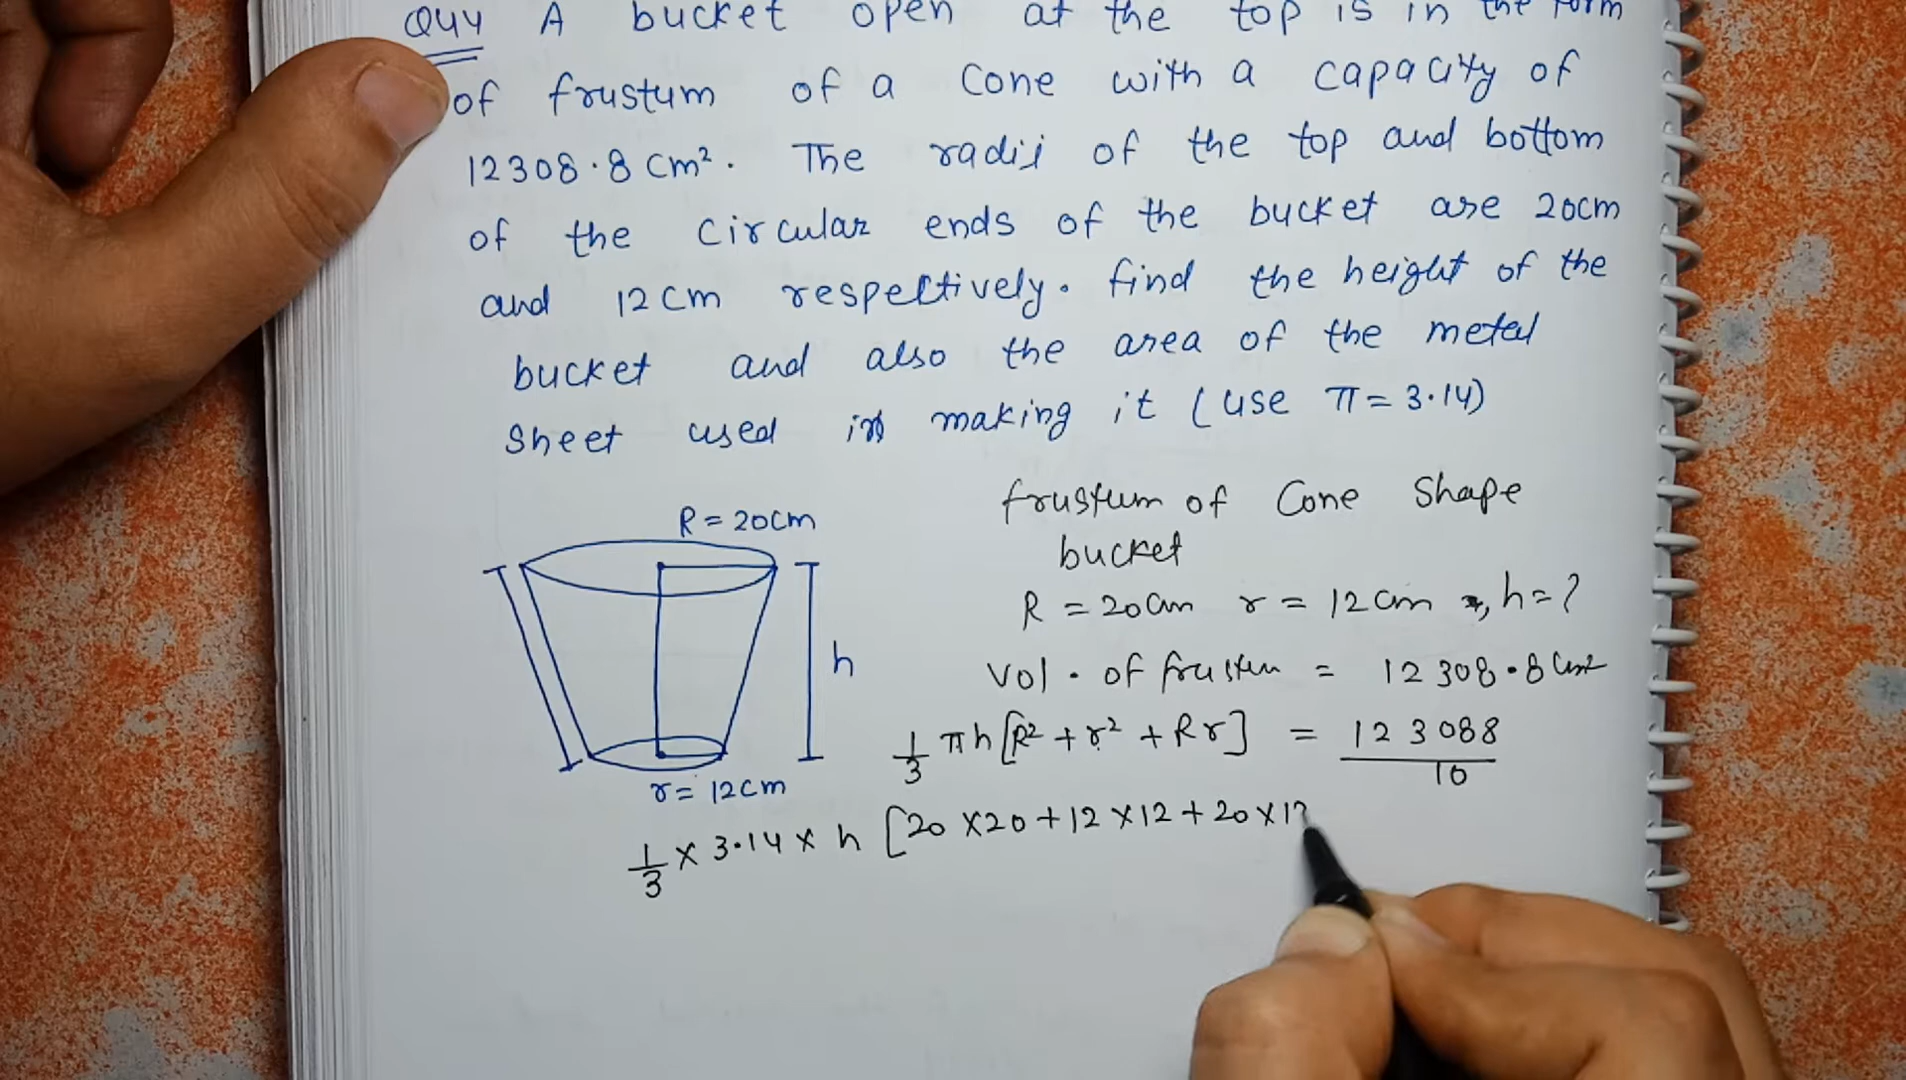 Q44 A bucket open at the top is in the form
of frustum of a Cone with a capacity of
12308.8 cm². The radii of the top and bottom
of the circular ends of the bucket are 20cm
and 12cm respectively. find the height of the
bucket and also the area of the metal
sheet used in making it (use π = 3.14)
frustum of Cone Shape
bucket
R = 20cm
h
r = 12cm
R = 20cm r = 12cm , h = ?
Vol. of frustum = 12308.8 cm²
1/3 πh [R² + r² + Rr] = 123088/10
1/3 × 3.14 × h [20 × 20 + 12 × 12 + 20 × 12